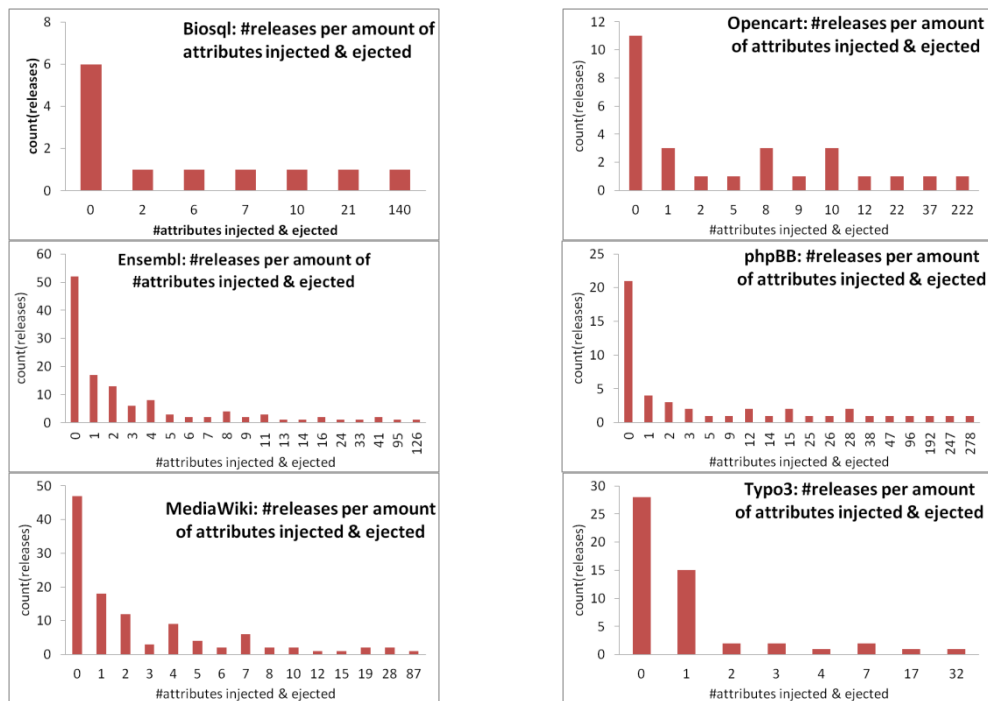 Biosql: #releases per amount of
attributes injected & ejected
count(releases)
8
6
4
2
0
0 2 6 7 10 21 140
#attributes injected & ejected
Opencart: #releases per amount
of attributes injected & ejected
count(releases)
12
10
8
6
4
2
0
0 1 2 5 8 9 10 12 22 37 222
#attributes injected & ejected
Ensembl: #releases per amount of
#attributes injected & ejected
count(releases)
60
50
40
30
20
10
0
0 1 2 3 4 5 6 7 8 9 11 13 14 16 24 33 41 95 126
#attributes injected & ejected
phpBB: #releases per amount
of attributes injected & ejected
count(releases)
25
20
15
10
5
0
0 1 2 3 5 9 12 14 15 25 26 28 38 47 96 192 247 278
#attributes injected & ejected
MediaWiki: #releases per amount
of attributes injected & ejected
count(releases)
50
40
30
20
10
0
0 1 2 3 4 5 6 7 8 10 12 15 19 28 87
#attributes injected & ejected
Typo3: #releases per amount
of attributes injected & ejected
count(releases)
30
25
20
15
10
5
0
0 1 2 3 4 7 17 32
#attributes injected & ejected